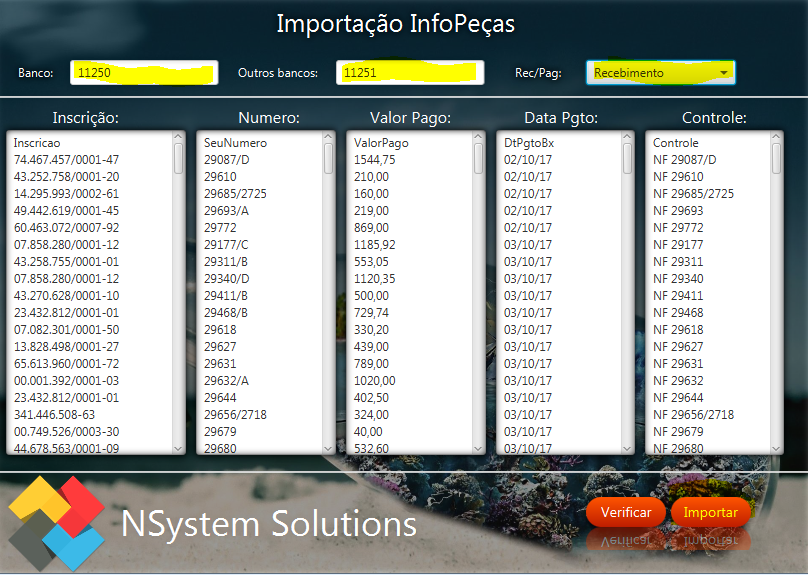 Importação InfoPeças
Banco: 11250 Outros bancos: 11251 Rec/Pag: Recebimento
Inscrição: Numero: Valor Pago: Data Pgto: Controle:
Inscricao SeuNumero ValorPago DtPgtoBx Controle
74.467.457/0001-47 29087/D 1544,75 02/10/17 NF 29087/D
43.252.758/0001-20 29610 210,00 02/10/17 NF 29610
14.295.993/0002-61 29685/2725 160,00 02/10/17 NF 29685/2725
49.442.619/0001-45 29693/A 219,00 02/10/17 NF 29693
60.463.072/0007-92 29772 869,00 02/10/17 NF 29772
07.858.280/0001-12 29177/C 1185,92 03/10/17 NF 29177
43.258.755/0001-01 29311/B 553,05 03/10/17 NF 29311
07.858.280/0001-12 29340/D 1120,35 03/10/17 NF 29340
43.270.628/0001-10 29411/B 500,00 03/10/17 NF 29411
23.432.812/0001-01 29468/B 729,74 03/10/17 NF 29468
07.082.301/0001-50 29618 330,20 03/10/17 NF 29618
13.828.498/0001-27 29627 439,00 03/10/17 NF 29627
65.613.960/0001-72 29631 789,00 03/10/17 NF 29631
00.001.392/0001-03 29632/A 1020,00 03/10/17 NF 29632
23.432.812/0001-01 29644 402,50 03/10/17 NF 29644
341.446.508-63 29656/2718 324,00 03/10/17 NF 29656/2718
00.749.526/0003-30 29679 40,00 03/10/17 NF 29679
44.678.563/0001-09 29680 532,60 03/10/17 NF 29680
NSystem Solutions
Verificar Importar